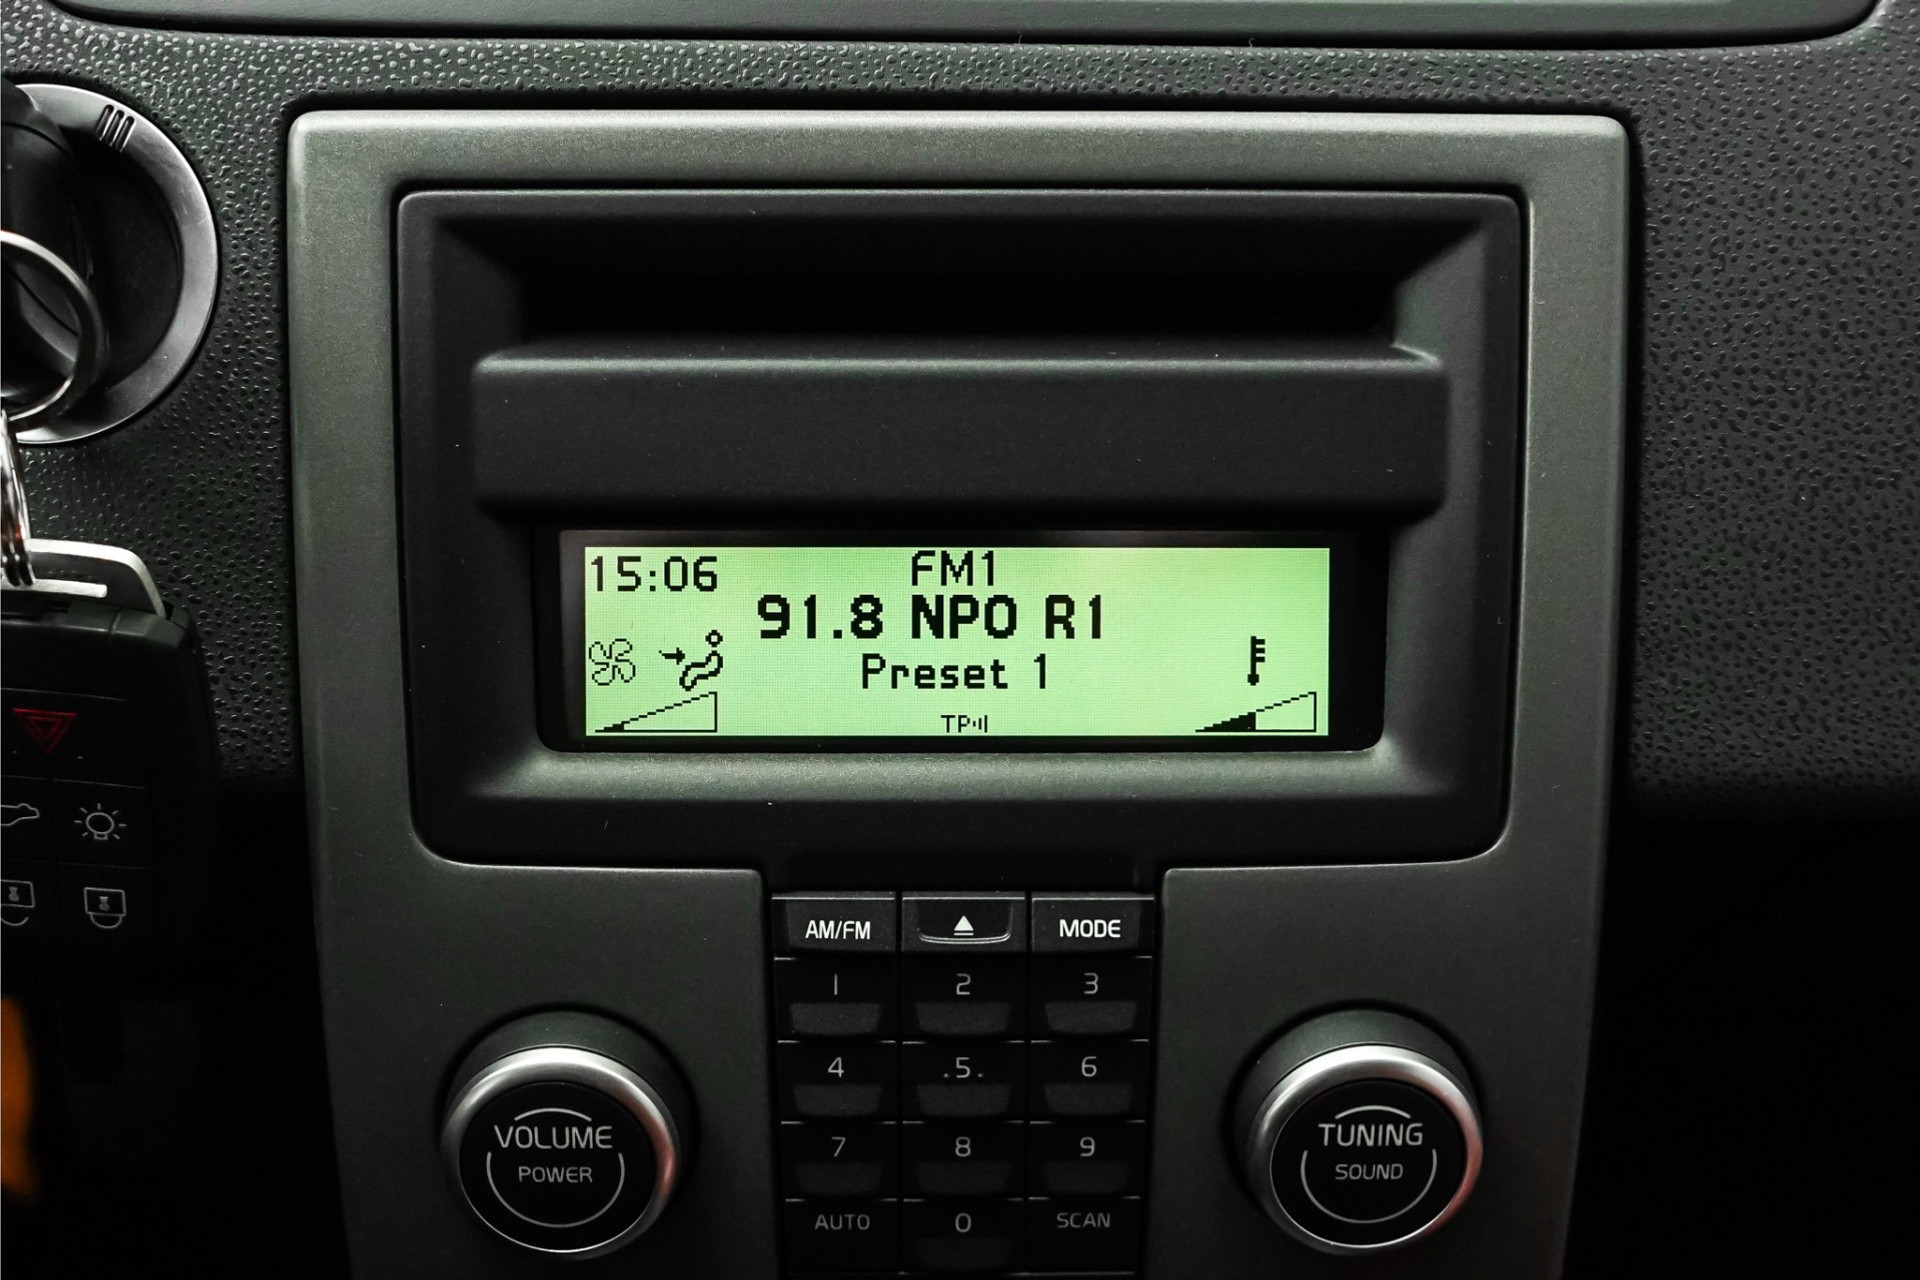 15:06 FM1
91.8 NPO R1
Preset 1
TP
AM/FM MODE
1 2 3
4 .5. 6
7 8 9
AUTO 0 SCAN
VOLUME
POWER
TUNING
SOUND